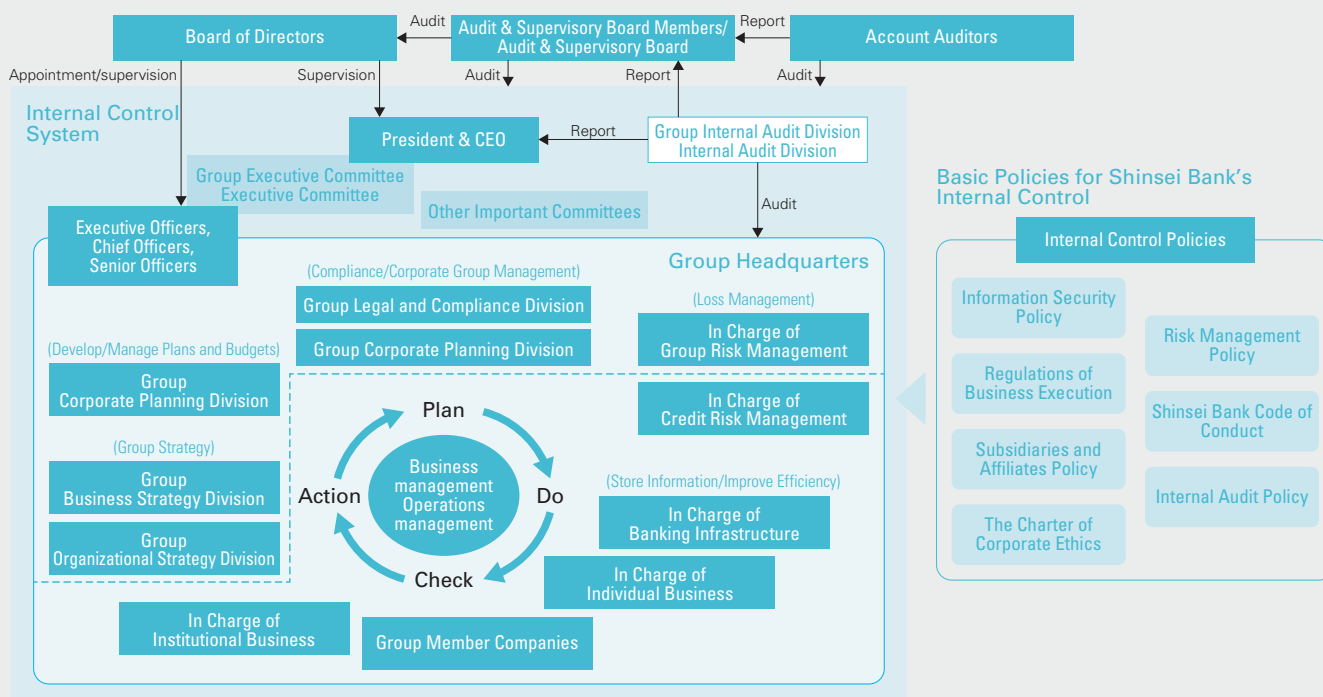 Board of Directors
Audit
Audit & Supervisory Board Members/
Audit & Supervisory Board
Report
Account Auditors
Appointment/supervision
Supervision
Audit
Report
Audit
Internal Control
System
President & CEO
Report
Group Internal Audit Division
Internal Audit Division
Group Executive Committee
Executive Committee
Other Important Committees
Audit
Executive Officers,
Chief Officers,
Senior Officers
Group Headquarters
(Compliance/Corporate Group Management)
Group Legal and Compliance Division
Group Corporate Planning Division
(Loss Management)
In Charge of
Group Risk Management
In Charge of
Credit Risk Management
(Develop/Manage Plans and Budgets)
Group
Corporate Planning Division
(Group Strategy)
Group
Business Strategy Division
Group
Organizational Strategy Division
Plan
Do
Check
Action
Business
management
Operations
management
(Store Information/Improve Efficiency)
In Charge of
Banking Infrastructure
In Charge of
Individual Business
In Charge of
Institutional Business
Group Member Companies
Basic Policies for Shinsei Bank's
Internal Control
Internal Control Policies
Information Security
Policy
Regulations of
Business Execution
Subsidiaries and
Affiliates Policy
The Charter of
Corporate Ethics
Risk Management
Policy
Shinsei Bank Code of
Conduct
Internal Audit Policy